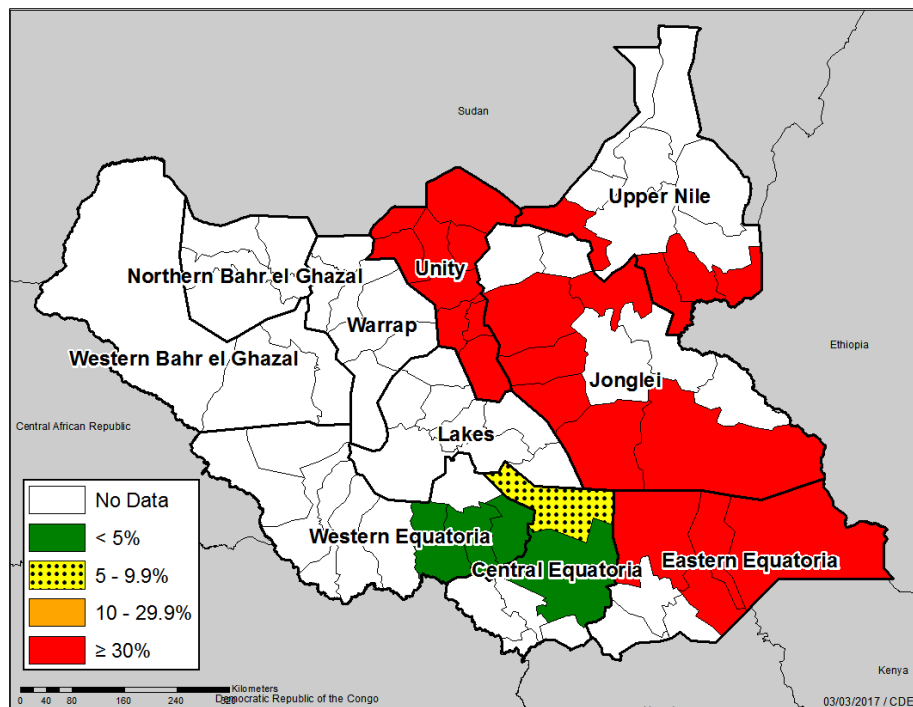 Sudan
Upper Nile
Unity
Northern Bahr el Ghazal
Warrap
Ethiopia
Western Bahr el Ghazal
Jonglei
Central African Republic
Lakes
No Data
< 5%
5 - 9.9%
10 - 29.9%
≥ 30%
Western Equatoria
Central Equatoria
Eastern Equatoria
Kenya
Kilometers
0 40 80 160 240 320
Democratic Republic of the Congo
03/03/2017 / CDE